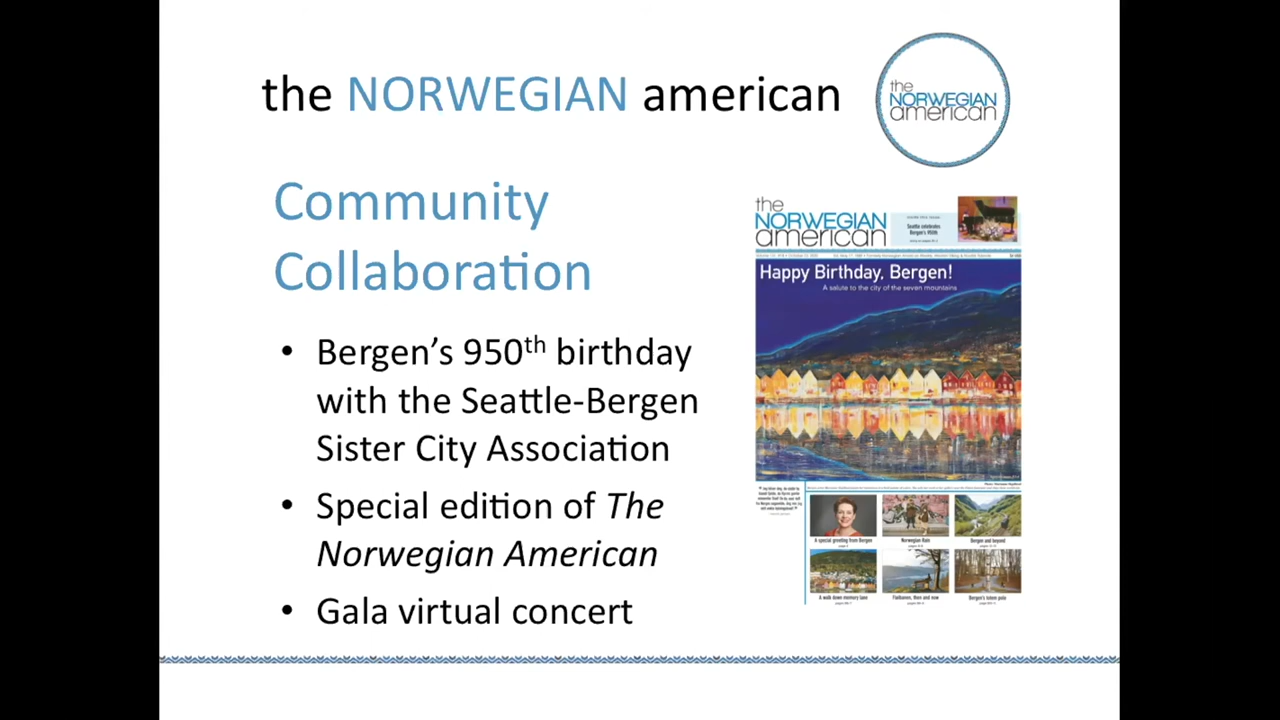 the NORWEGIAN american
the
NORWEGIAN
american
Community
Collaboration
• Bergen’s 950th birthday
with the Seattle-Bergen
Sister City Association
• Special edition of The
Norwegian American
• Gala virtual concert
the
NORWEGIAN
american
Seattle celebrates
Bergen's 950th
Happy Birthday, Bergen!
A salute to the city of the seven mountains
A special greeting from Bergen
Norwegian Rain
Bergen and beyond
A walk down memory lane
Fløibanen, then and now
Bergen's totem pole